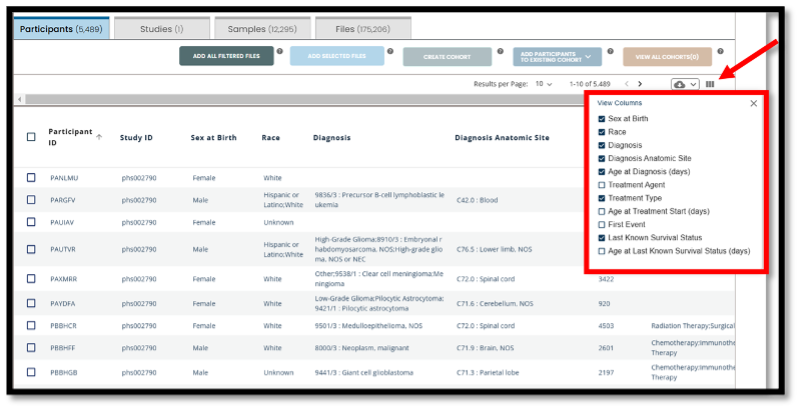 Participants (5,489)
Studies (1)
Samples (12,295)
Files (175,206)
ADD ALL FILTERED FILES
?
ADD SELECTED FILES
?
CREATE COHORT
?
ADD PARTICIPANTS
TO EXISTING COHORT
?
VIEW ALL COHORTS(0)
?
Results per Page: 10 1-10 of 5,489
View Columns
Sex at Birth
Race
Diagnosis
Diagnosis Anatomic Site
Age at Diagnosis (days)
Treatment Agent
Treatment Type
Age at Treatment Start (days)
First Event
Last Known Survival Status
Age at Last Known Survival Status (days)
Participant
ID
Study ID
Sex at Birth
Race
Diagnosis
Diagnosis Anatomic Site
PANLMU phs002790 Female White
PARGFV phs002790 Male Hispanic or
Latino;White
9836/3 : Precursor B-cell lymphoblastic le
ukemia
C42.0 : Blood
PAUIAV phs002790 Female Unknown
PAUTVR phs002790 Male Hispanic or
Latino;White
High-Grade Glioma;8910/3 : Embryonal r
habdomyosarcoma, NOS;High-grade glio
ma, NOS or NEC
C76.5 : Lower limb, NOS
PAXMRR phs002790 Female White
Other;9538/1 : Clear cell meningioma;Me
ningioma
C72.0 : Spinal cord 3422
PAYDFA phs002790 Female White
Low-Grade Glioma;Pilocytic Astrocytoma;
9421/1 : Pilocytic astrocytoma
C71.6 : Cerebellum, NOS 920
PBBHCR phs002790 Female White 9501/3 : Medulloepithelioma, NOS C72.0 : Spinal cord 4503 Radiation Therapy;Surgical
PBBHFF phs002790 Male White 8000/3 : Neoplasm, malignant C71.9 : Brain, NOS 2601
Chemotherapy;Immunothe
Therapy
PBBHGB phs002790 Male Unknown 9441/3 : Giant cell glioblastoma C71.3 : Parietal lobe 2197
Chemotherapy;Immunothe
Therapy